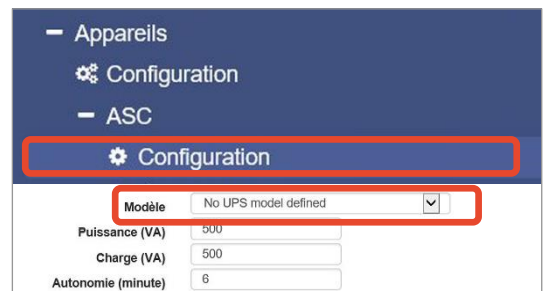 − Appareils
Configuration
− ASC
Configuration
Modèle No UPS model defined
Puissance (VA) 500
Charge (VA) 500
Autonomie (minute) 6